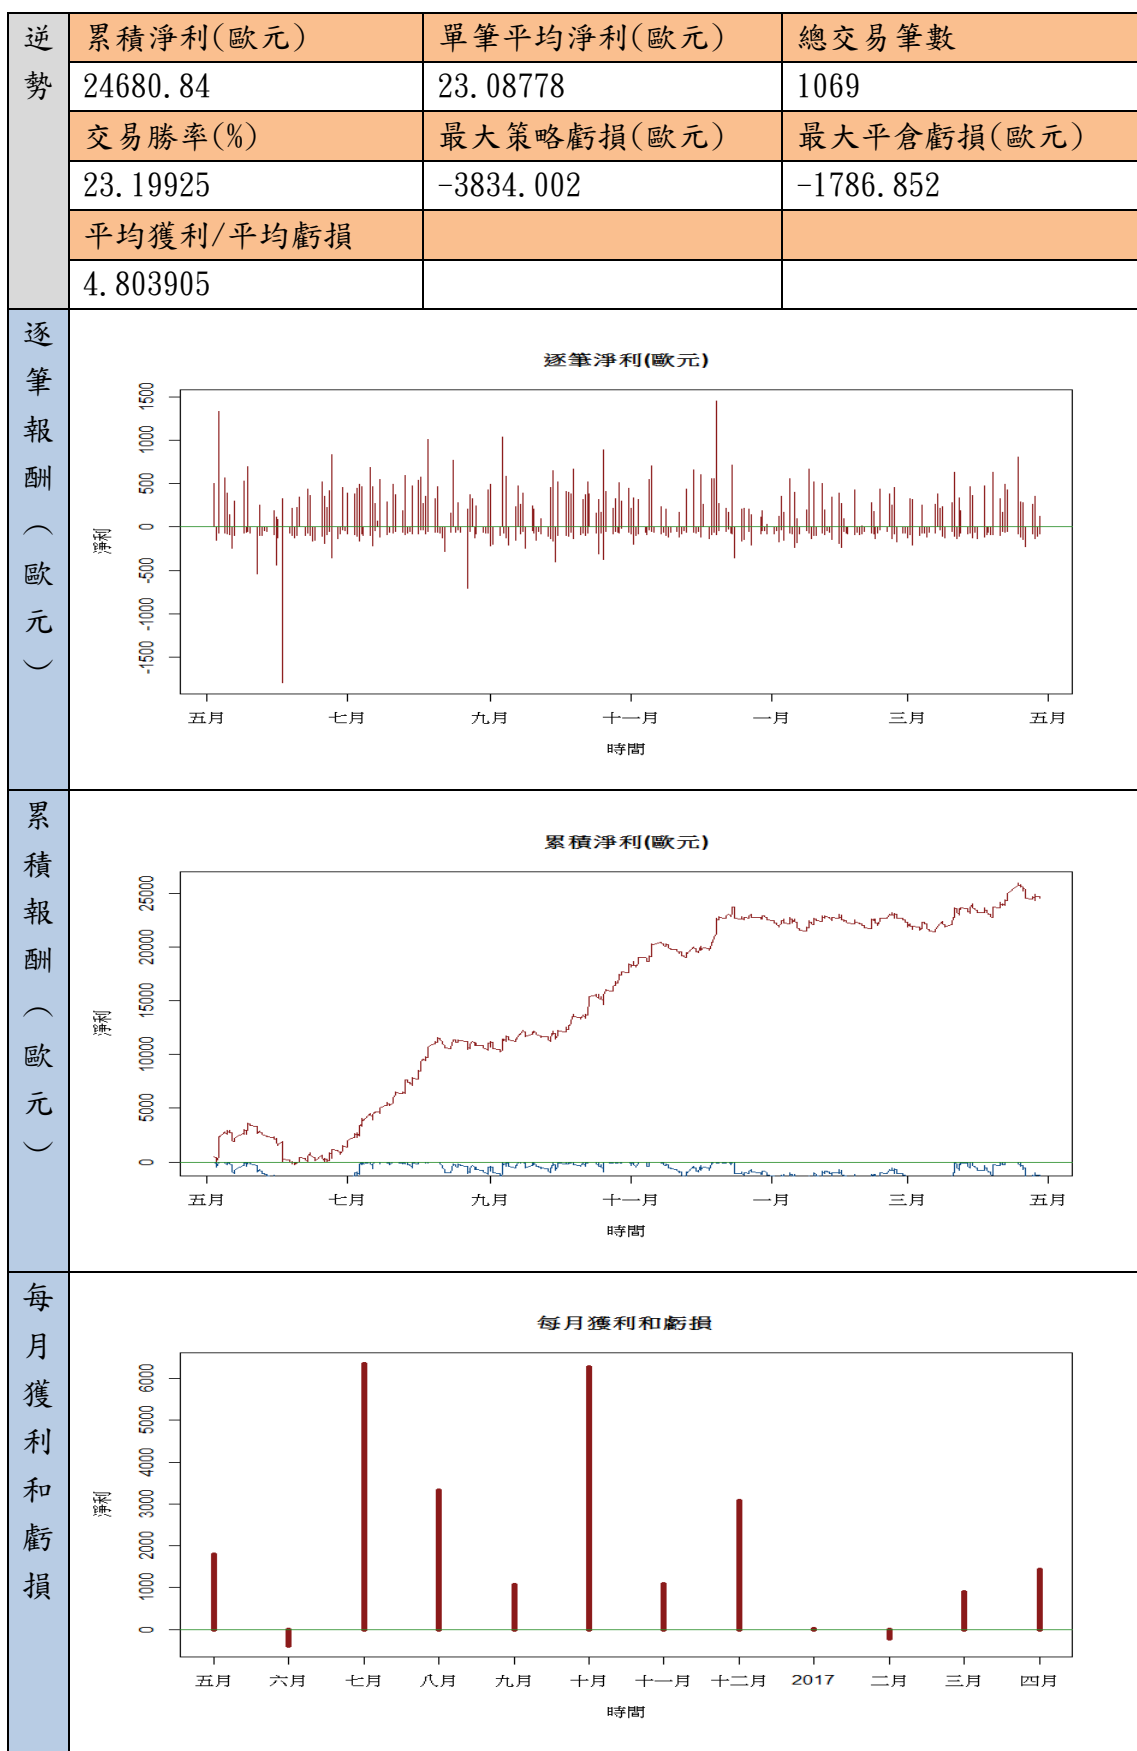 逆勢
累積淨利(歐元) 單筆平均淨利(歐元) 總交易筆數
24680.84 23.08778 1069
交易勝率(%) 最大策略虧損(歐元) 最大平倉虧損(歐元)
23.19925 -3834.002 -1786.852
平均獲利/平均虧損
4.803905
逐筆報酬（歐元）
逐筆淨利(歐元)
淨利
1500
1000
500
0
-500
-1000
-1500
五月 七月 九月 十一月 一月 三月 五月
時間
累積報酬（歐元）
累積淨利(歐元)
淨利
25000
20000
15000
10000
5000
0
五月 七月 九月 十一月 一月 三月 五月
時間
每月獲利和虧損
每月獲利和虧損
淨利
6000
5000
4000
3000
2000
1000
0
五月 六月 七月 八月 九月 十月 十一月 十二月 2017 二月 三月 四月
時間